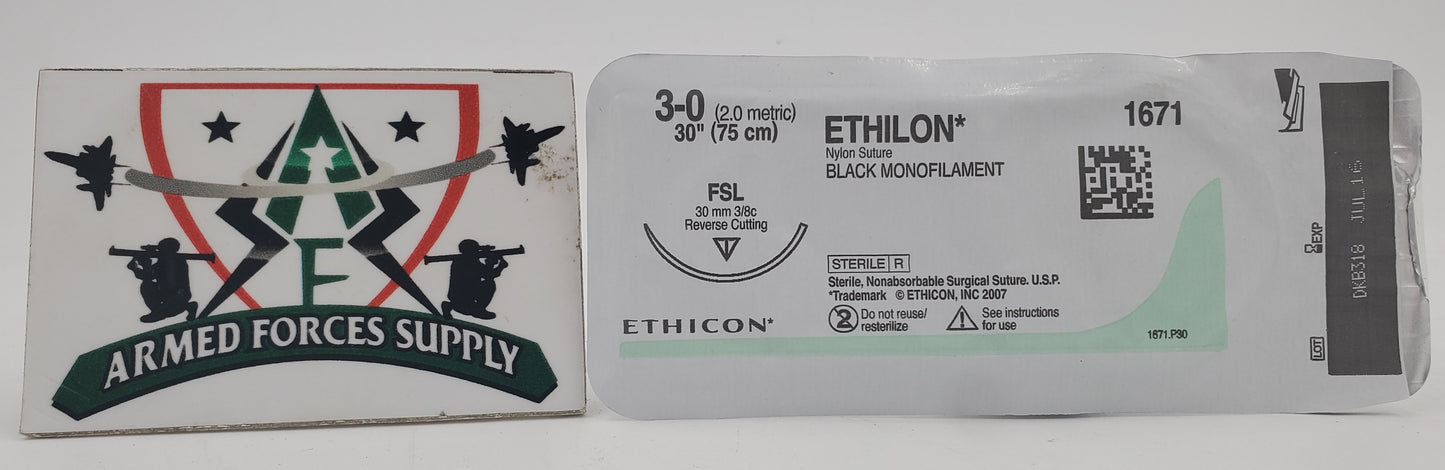 AF
ARMED FORCES SUPPLY
3-0 (2.0 metric)
30" (75 cm)
ETHILON*
Nylon Suture
BLACK MONOFILAMENT
1671
FSL
30 mm 3/8c
Reverse Cutting
STERILE R
Sterile, Nonabsorbable Surgical Suture. U.S.P.
*Trademark © ETHICON, INC 2007
2 Do not reuse/
resterilize
See instructions
for use
ETHICON*
1671.P30
EXP
LOT
DKB318 JUL 16